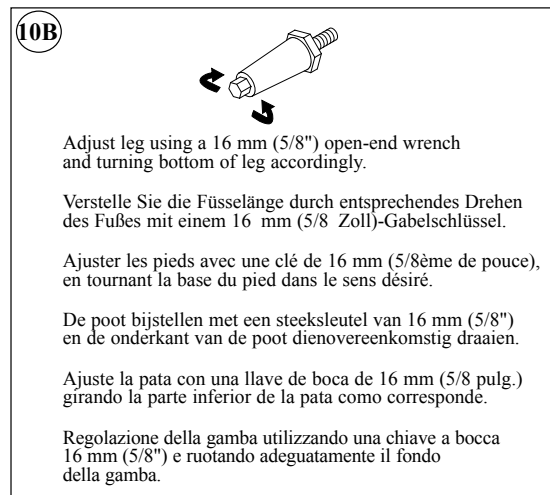 10B
Adjust leg using a 16 mm (5/8") open-end wrench
and turning bottom of leg accordingly.
Verstelle Sie die Füsselänge durch entsprechendes Drehen
des Fußes mit einem 16 mm (5/8 Zoll)-Gabelschlüssel.
Ajuster les pieds avec une clé de 16 mm (5/8ème de pouce),
en tournant la base du pied dans le sens désiré.
De poot bijstellen met een steeksleutel van 16 mm (5/8")
en de onderkant van de poot dienovereenkomstig draaien.
Ajuste la pata con una llave de boca de 16 mm (5/8 pulg.)
girando la parte inferior de la pata como corresponde.
Regolazione della gamba utilizzando una chiave a bocca
16 mm (5/8") e ruotando adeguatamente il fondo
della gamba.